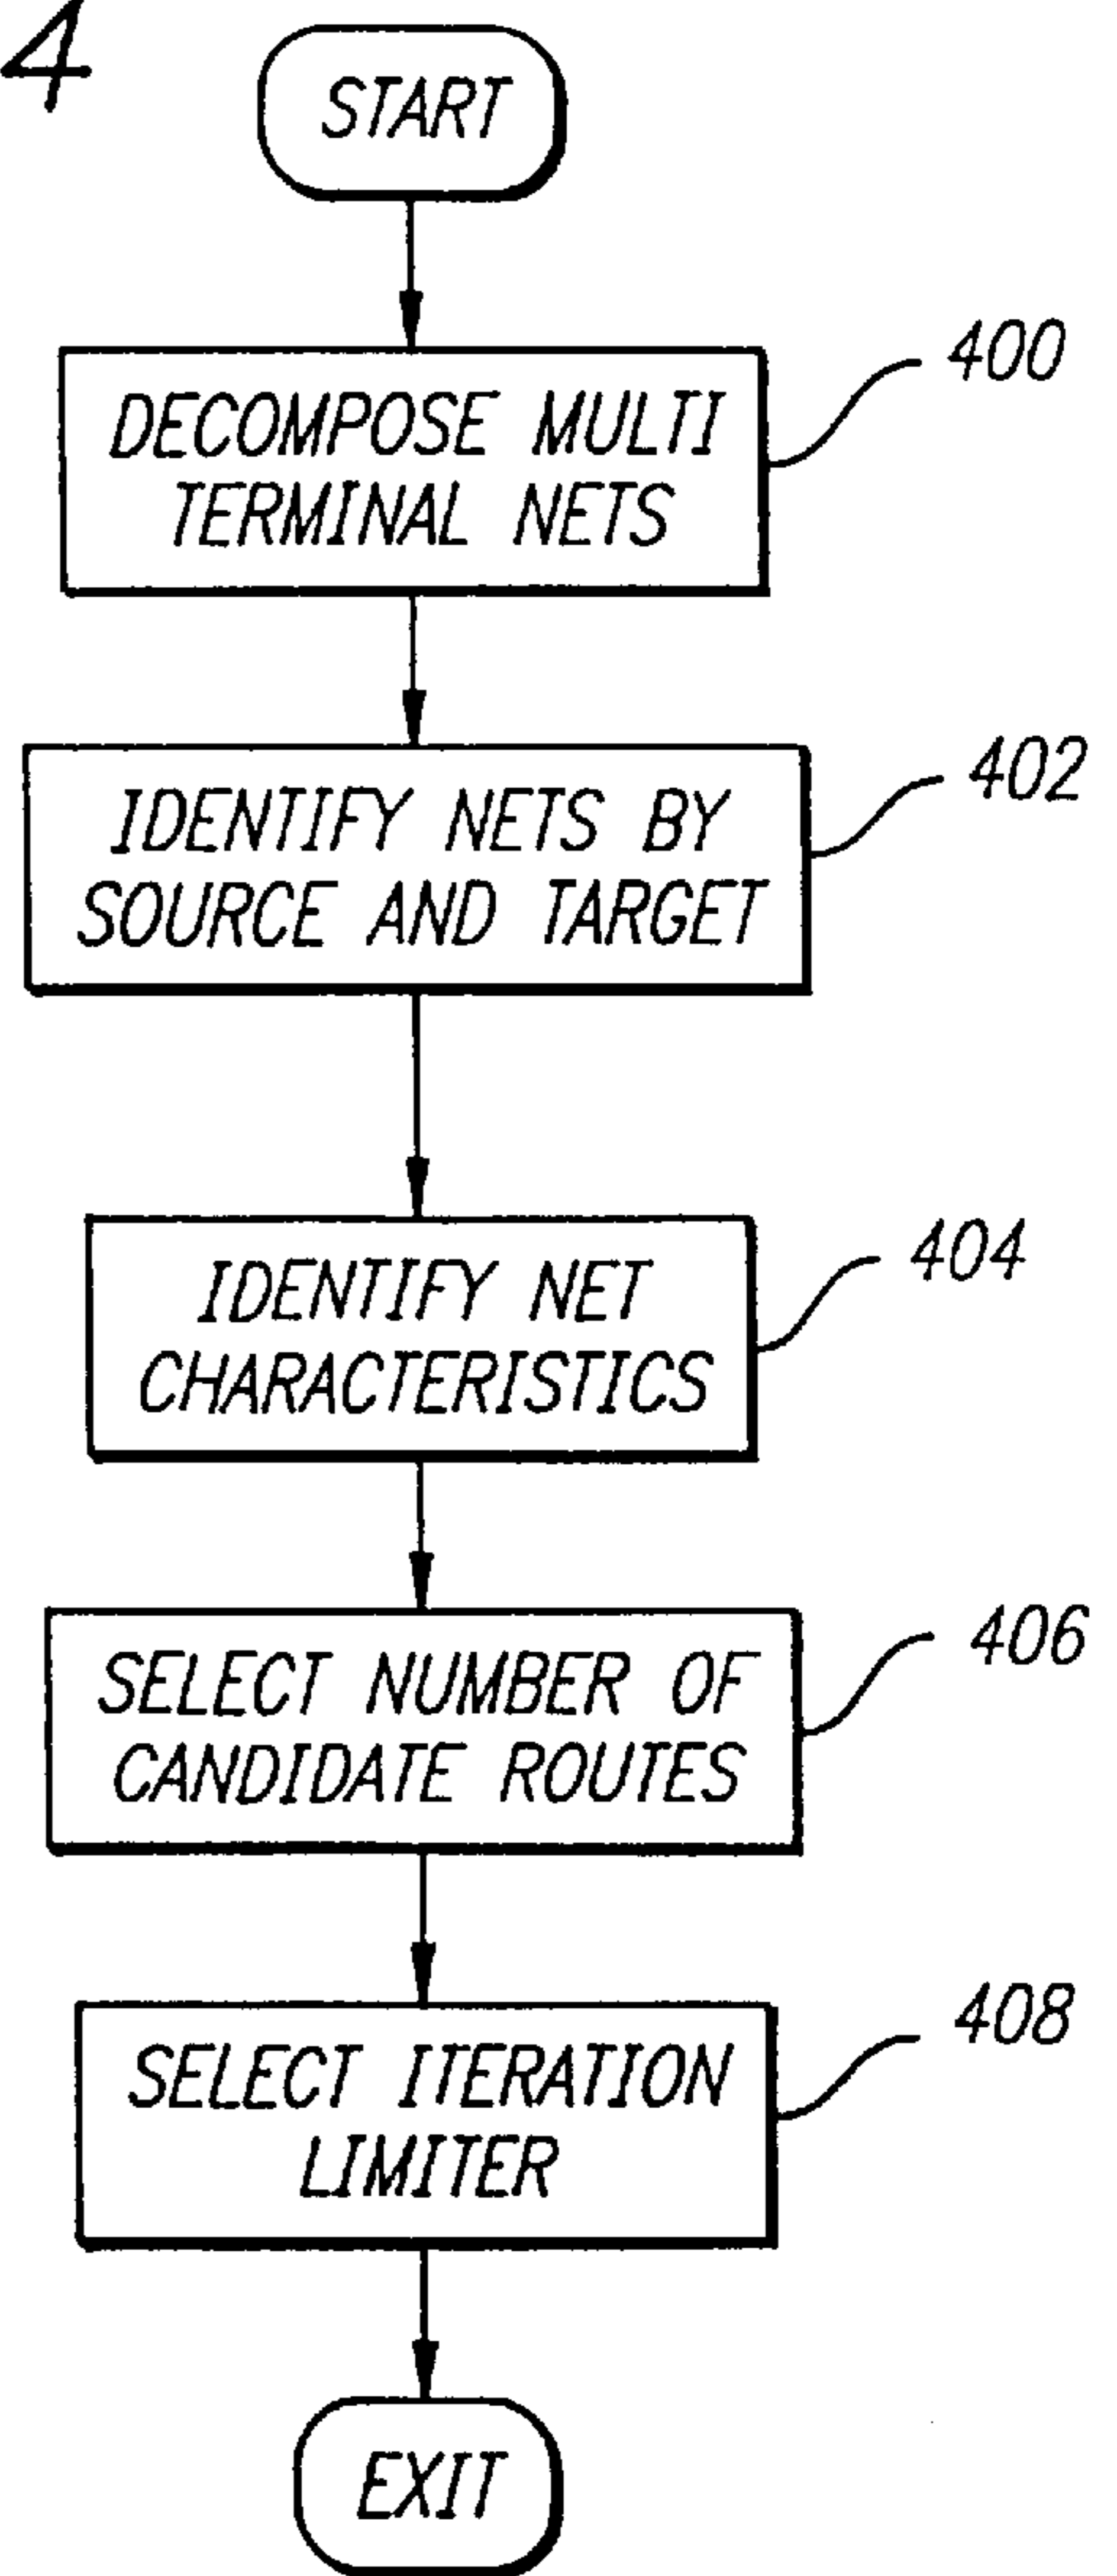 4
START
400
DECOMPOSE MULTI
TERMINAL NETS
402
IDENTIFY NETS BY
SOURCE AND TARGET
404
IDENTIFY NET
CHARACTERISTICS
406
SELECT NUMBER OF
CANDIDATE ROUTES
408
SELECT ITERATION
LIMITER
EXIT